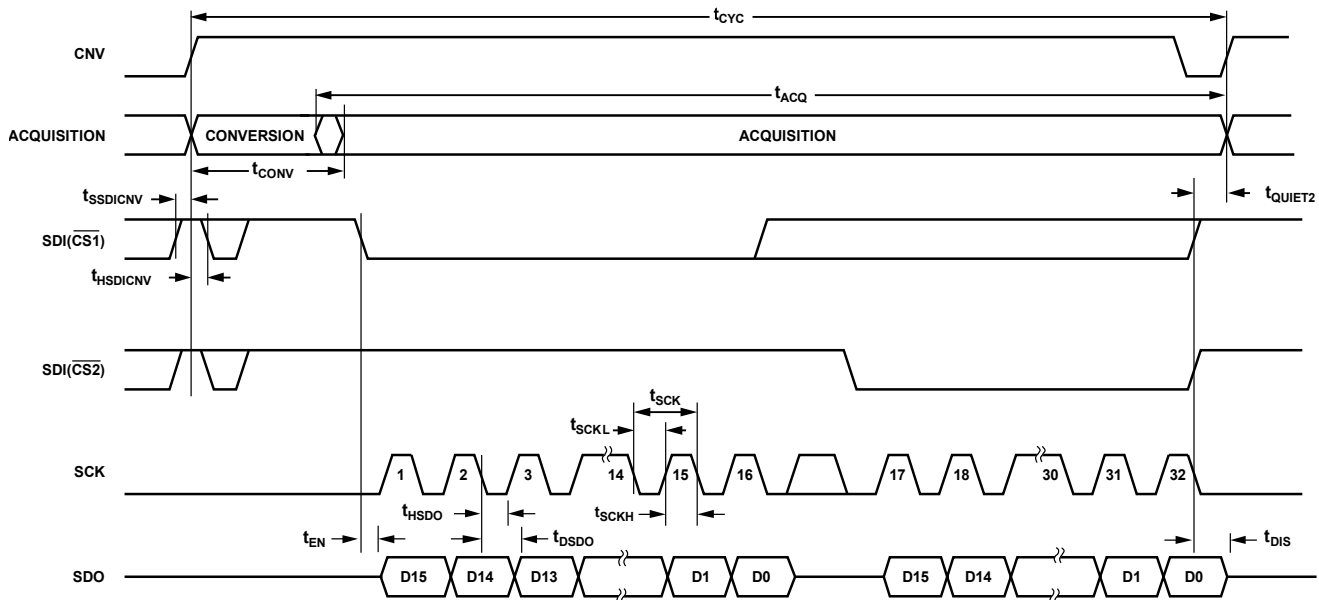 tCYC
CNV
tACQ
ACQUISITION CONVERSION ACQUISITION
tCONV
tSSDICNV
tQUIET2
SDI(CS1)
tHSDICNV
SDI(CS2)
tSCK
tSCKL
SCK 1 2 3 14 15 16 17 18 30 31 32
tHSDO tSCKH
tEN tDSDO tDIS
SDO D15 D14 D13 D1 D0 D15 D14 D1 D0